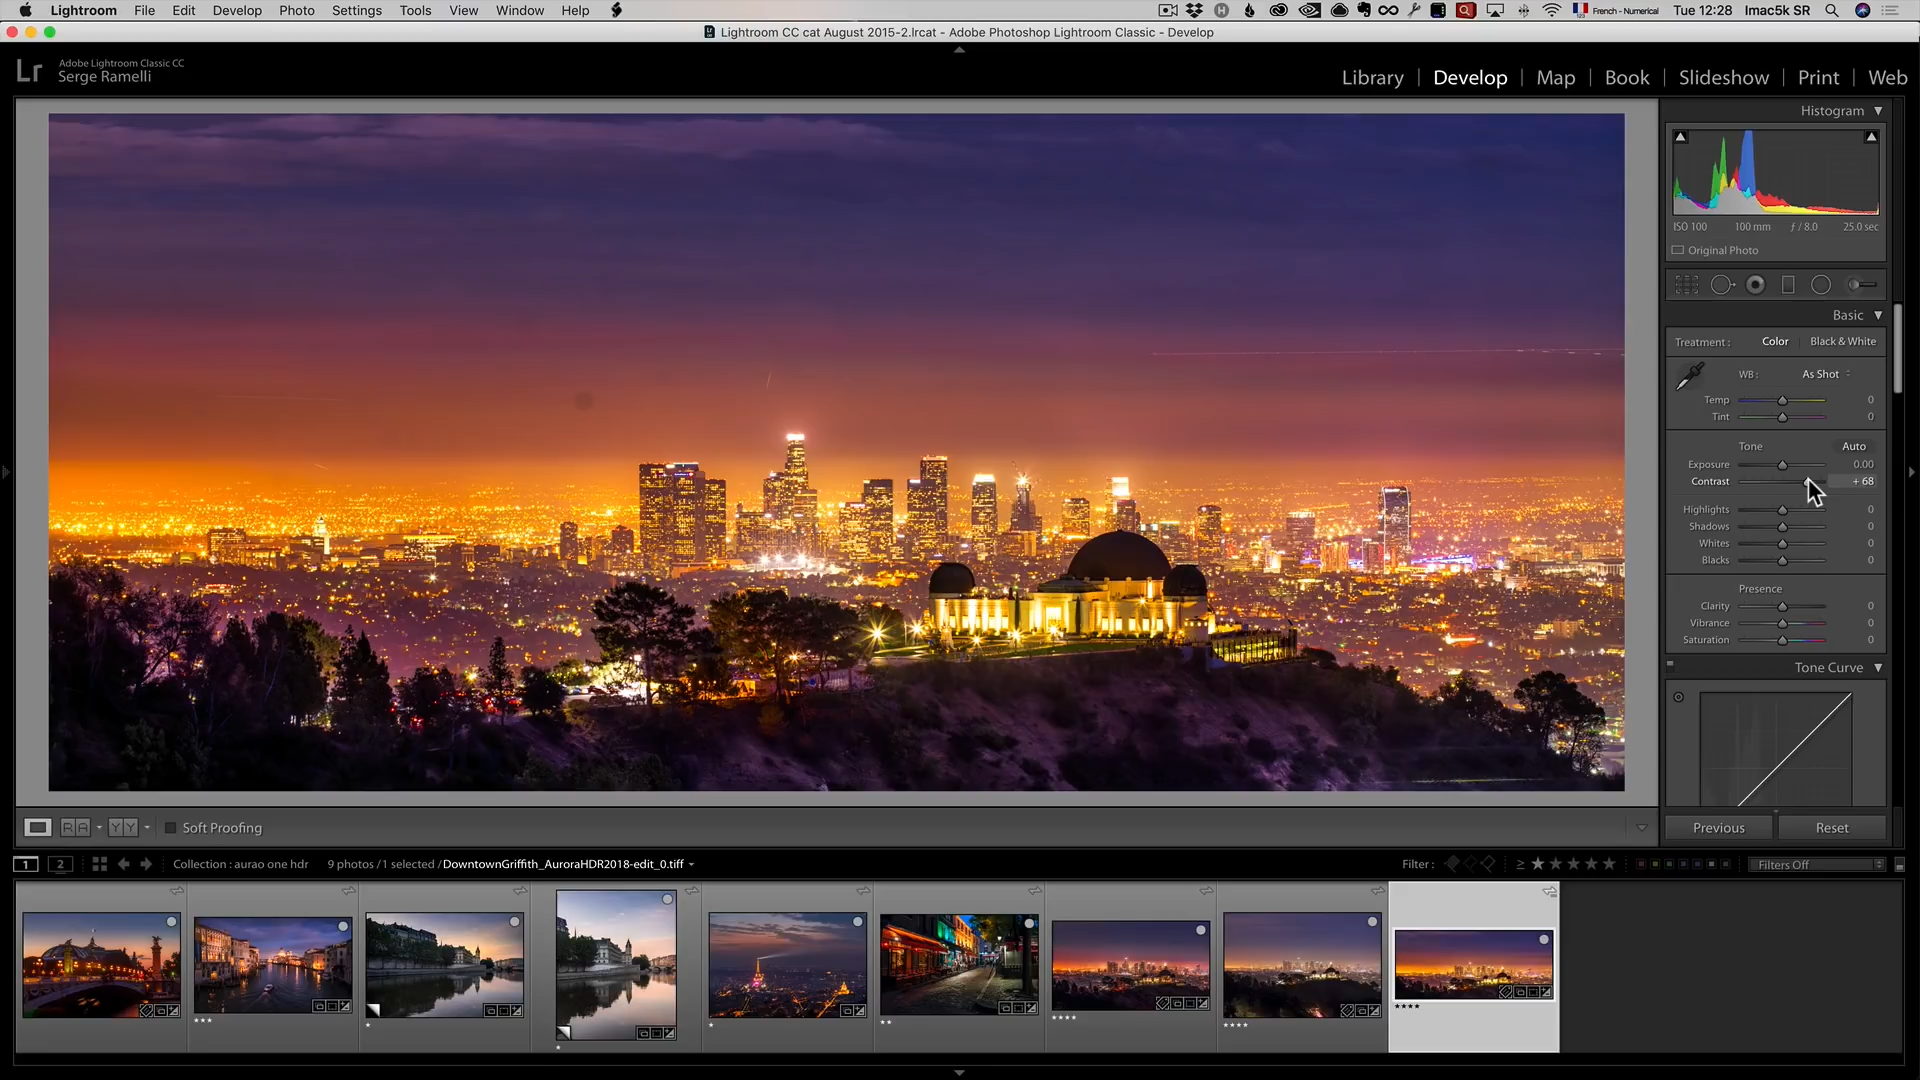 Lightroom File Edit Develop Photo Settings Tools View Window Help French - Numerical Tue 12:28 Imac5k SR
Lightroom CC cat August 2015-2.lrcat - Adobe Photoshop Lightroom Classic - Develop
Lr Adobe Lightroom Classic CC
Serge Ramelli
Library | Develop | Map | Book | Slideshow | Print | Web
Histogram
ISO 100 100 mm ƒ / 8.0 25.0 sec
Original Photo
Basic
Treatment : Color Black & White
WB : As Shot
Temp 0
Tint 0
Tone Auto
Exposure 0.00
Contrast + 68
Highlights 0
Shadows 0
Whites 0
Blacks 0
Presence
Clarity 0
Vibrance 0
Saturation 0
Tone Curve
Previous Reset
R A Y Y Soft Proofing
1 2 Collection : aurao one hdr 9 photos /1 selected /DowntownGriffith_AuroraHDR2018-edit_0.tiff Filter : ≥ ★ ★ ★ ★ ★ Filters Off